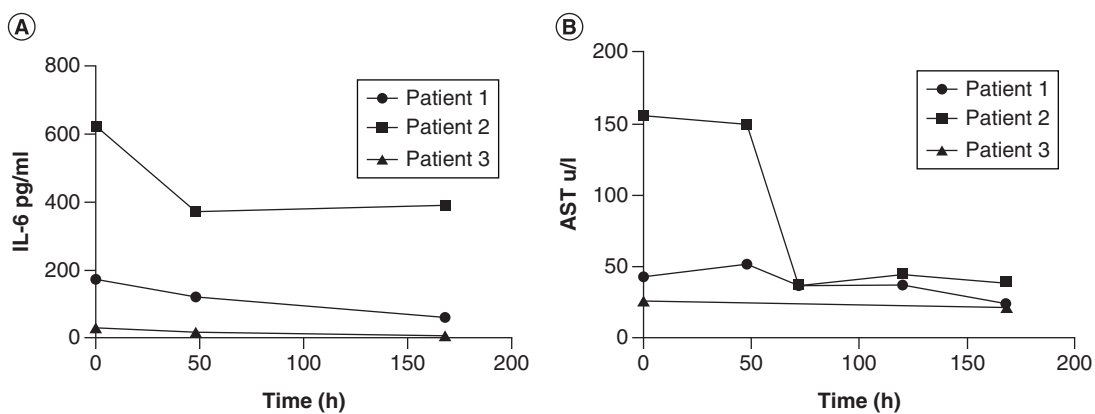 A
800
600
400
200
0
IL-6 pg/ml
0 50 100 150 200
Time (h)
Patient 1
Patient 2
Patient 3
B
200
150
100
50
0
AST u/l
0 50 100 150 200
Time (h)
Patient 1
Patient 2
Patient 3